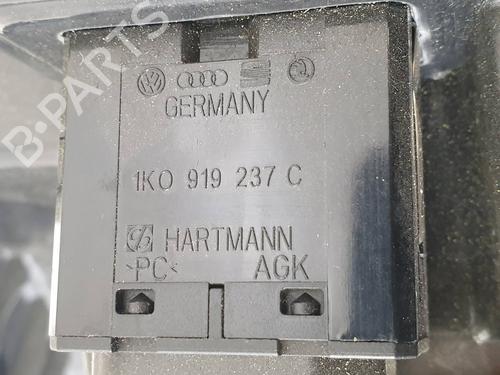 B-PARTS
GERMANY
1K0 919 237 C
HARTMANN
>PC< AGK